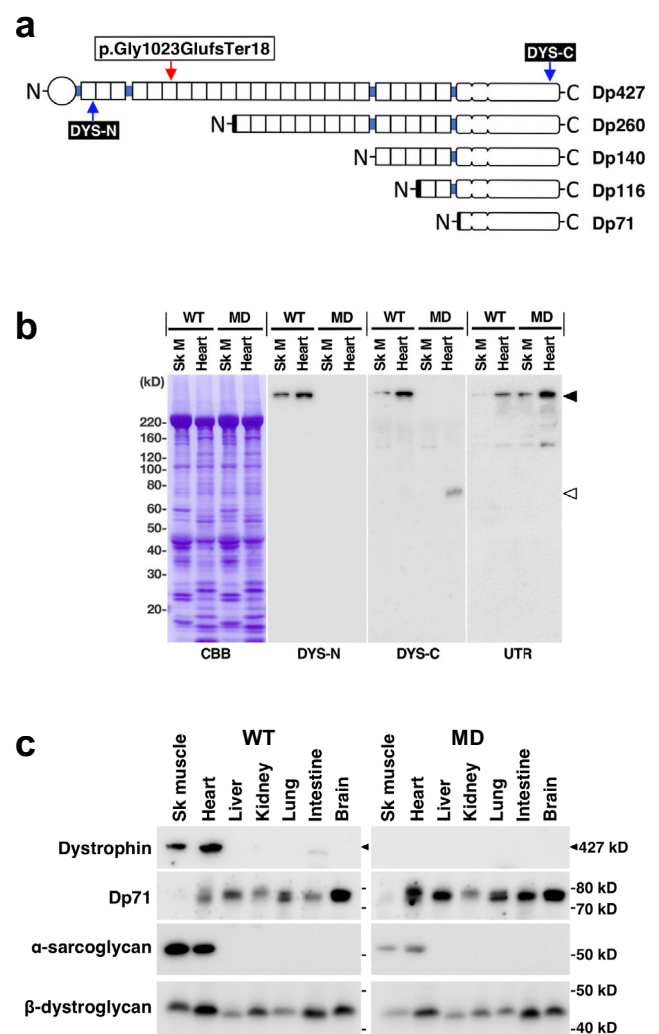 a
p.Gly1023GlufsTer18
DYS-C
N C Dp427
DYS-N
N C Dp260
N C Dp140
N C Dp116
N C Dp71
b
WT MD WT MD WT MD WT MD
Sk M Heart Sk M Heart Sk M Heart Sk M Heart Sk M Heart Sk M Heart Sk M Heart Sk M Heart
(kD)
220-
160-
120-
100-
80-
60-
50-
40-
30-
20-
CBB DYS-N DYS-C UTR
c
WT MD
Sk muscle Heart Liver Kidney Lung Intestine Brain Sk muscle Heart Liver Kidney Lung Intestine Brain
Dystrophin 427 kD
Dp71 -80 kD
-70 kD
α-sarcoglycan -50 kD
β-dystroglycan -50 kD
-40 kD